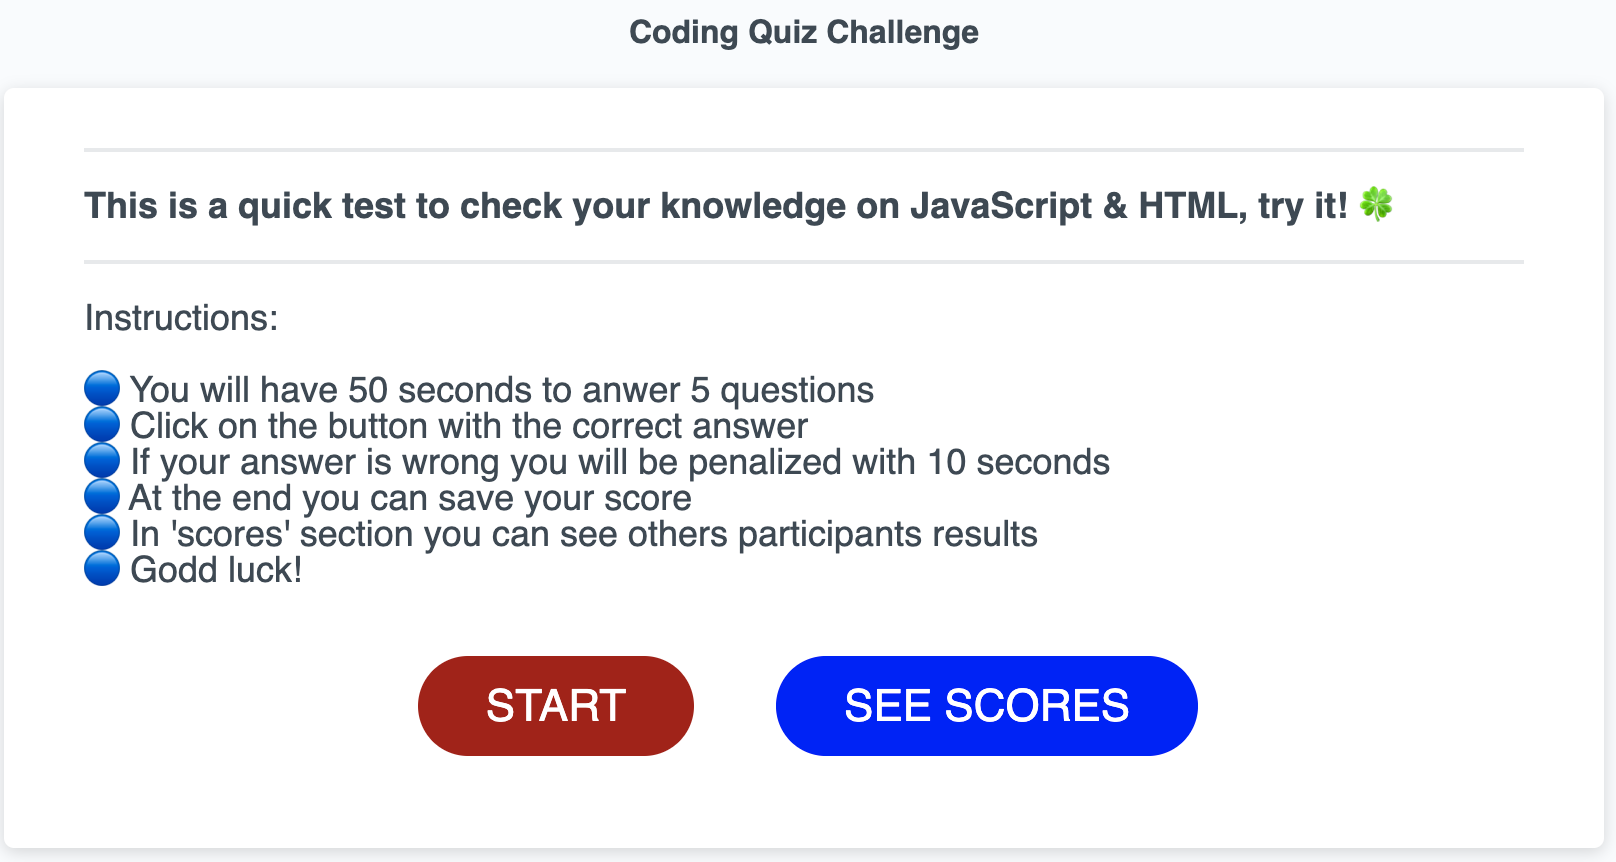 Coding Quiz Challenge
This is a quick test to check your knowledge on JavaScript & HTML, try it! 🍀
Instructions:
🔵 You will have 50 seconds to anwer 5 questions
🔵 Click on the button with the correct answer
🔵 If your answer is wrong you will be penalized with 10 seconds
🔵 At the end you can save your score
🔵 In 'scores' section you can see others participants results
🔵 Godd luck!
START
SEE SCORES